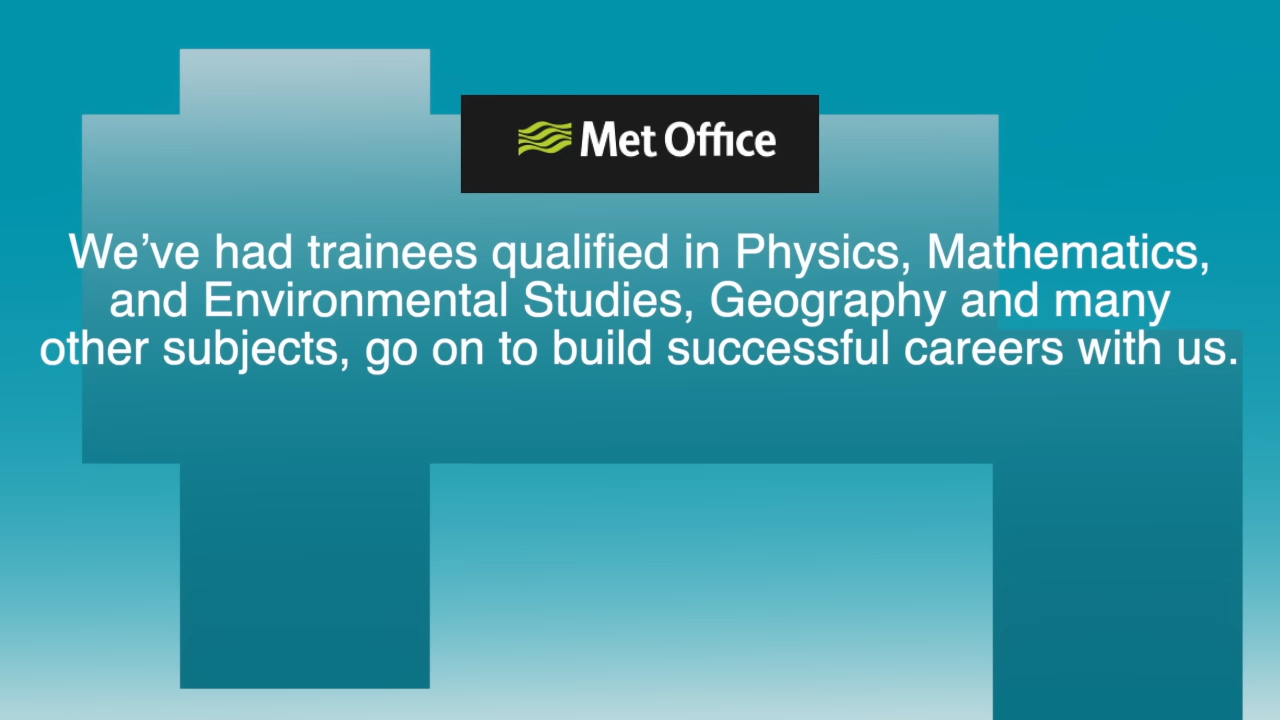 Met Office
We’ve had trainees qualified in Physics, Mathematics,
and Environmental Studies, Geography and many
other subjects, go on to build successful careers with us.